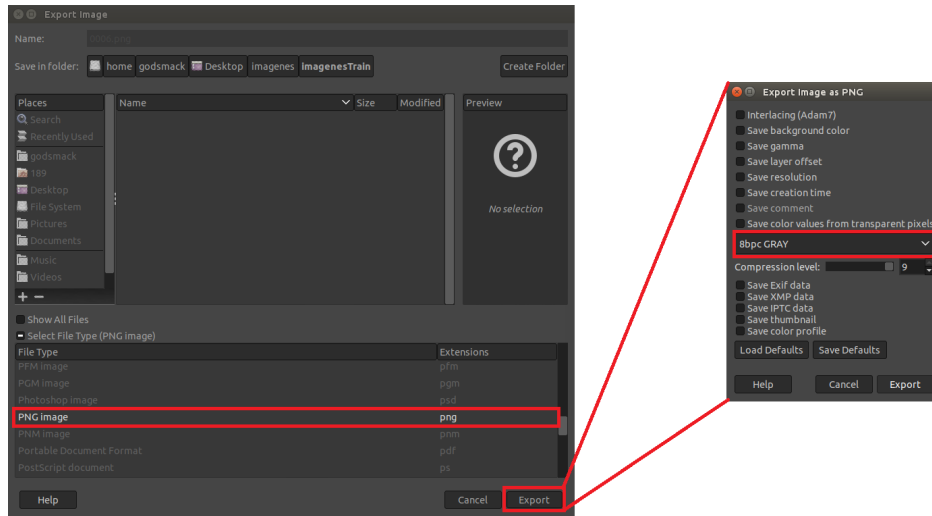 Export Image
Name:
Save in folder: home godsmack Desktop imagenes imagenesTrain Create Folder
Places
Search
Recently Used
godsmack
189
Desktop
File System
Pictures
Documents
Music
Videos
Name Size Modified
Preview
No selection
Show All Files
Select File Type (PNG image)
File Type Extensions
PFM image pfm
PGM image pgm
Photoshop image psd
PNG image png
PNM image pnm
Portable Document Format pdf
PostScript document ps
Help Cancel Export
Export Image as PNG
Interlacing (Adam7)
Save background color
Save gamma
Save layer offset
Save resolution
Save creation time
Save comment
Save color values from transparent pixels
8bpc GRAY
Compression level: 9
Save Exif data
Save XMP data
Save IPTC data
Save thumbnail
Save color profile
Load Defaults Save Defaults
Help Cancel Export